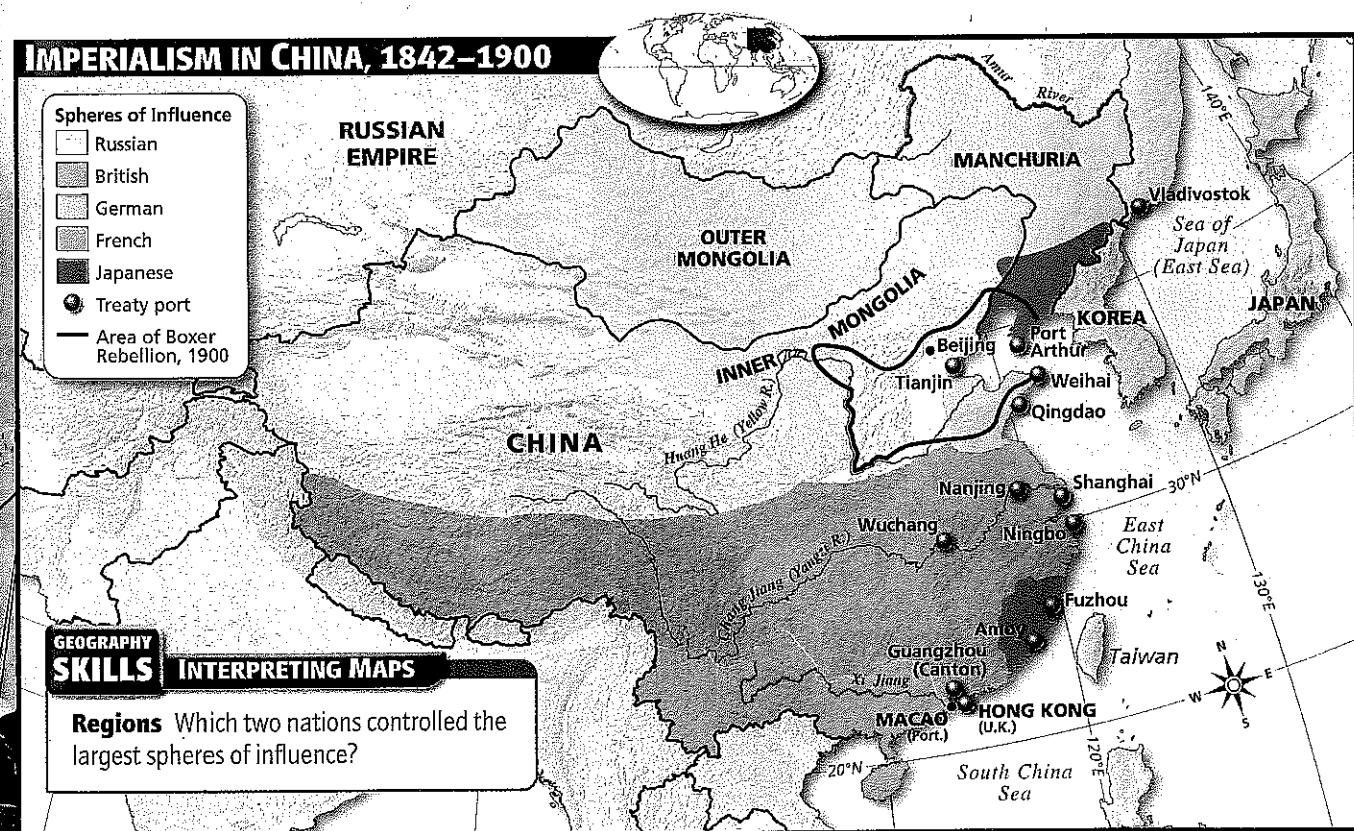 IMPERIALISM IN CHINA, 1842–1900
Spheres of Influence
Russian
British
German
French
Japanese
Treaty port
Area of Boxer
Rebellion, 1900
RUSSIAN
EMPIRE
Amur
River
140°E
MANCHURIA
Vladivostok
Sea of
Japan
(East Sea)
OUTER
MONGOLIA
INNER
MONGOLIA
JAPAN
KOREA
Port
Arthur
Beijing
Tianjin
Weihai
Qingdao
CHINA
Huang He (Yellow R.)
Nanjing
Shanghai
30°N
Wuchang
Ningbo
East
China
Sea
Chang Jiang (Yangzi R.)
130°E
Fuzhou
Amoy
Guangzhou
(Canton)
Taiwan
Xi Jiang
MACAO
(Port.)
HONG KONG
(U.K.)
N
E
W
S
20°N
120°E
South China
Sea
GEOGRAPHY
SKILLS
INTERPRETING MAPS
Regions Which two nations controlled the
largest spheres of influence?